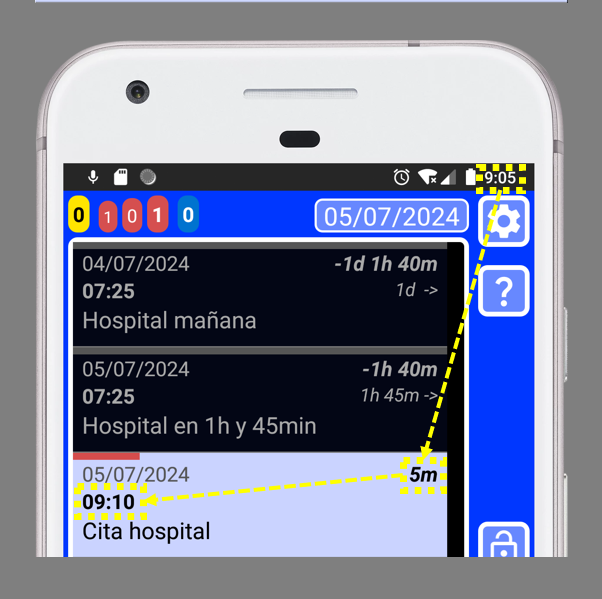 9:05
0 1 0 1 0 05/07/2024
04/07/2024 -1d 1h 40m
07:25 1d ->
Hospital mañana
?
05/07/2024 -1h 40m
07:25 1h 45m ->
Hospital en 1h y 45min
05/07/2024 5m
09:10
Cita hospital